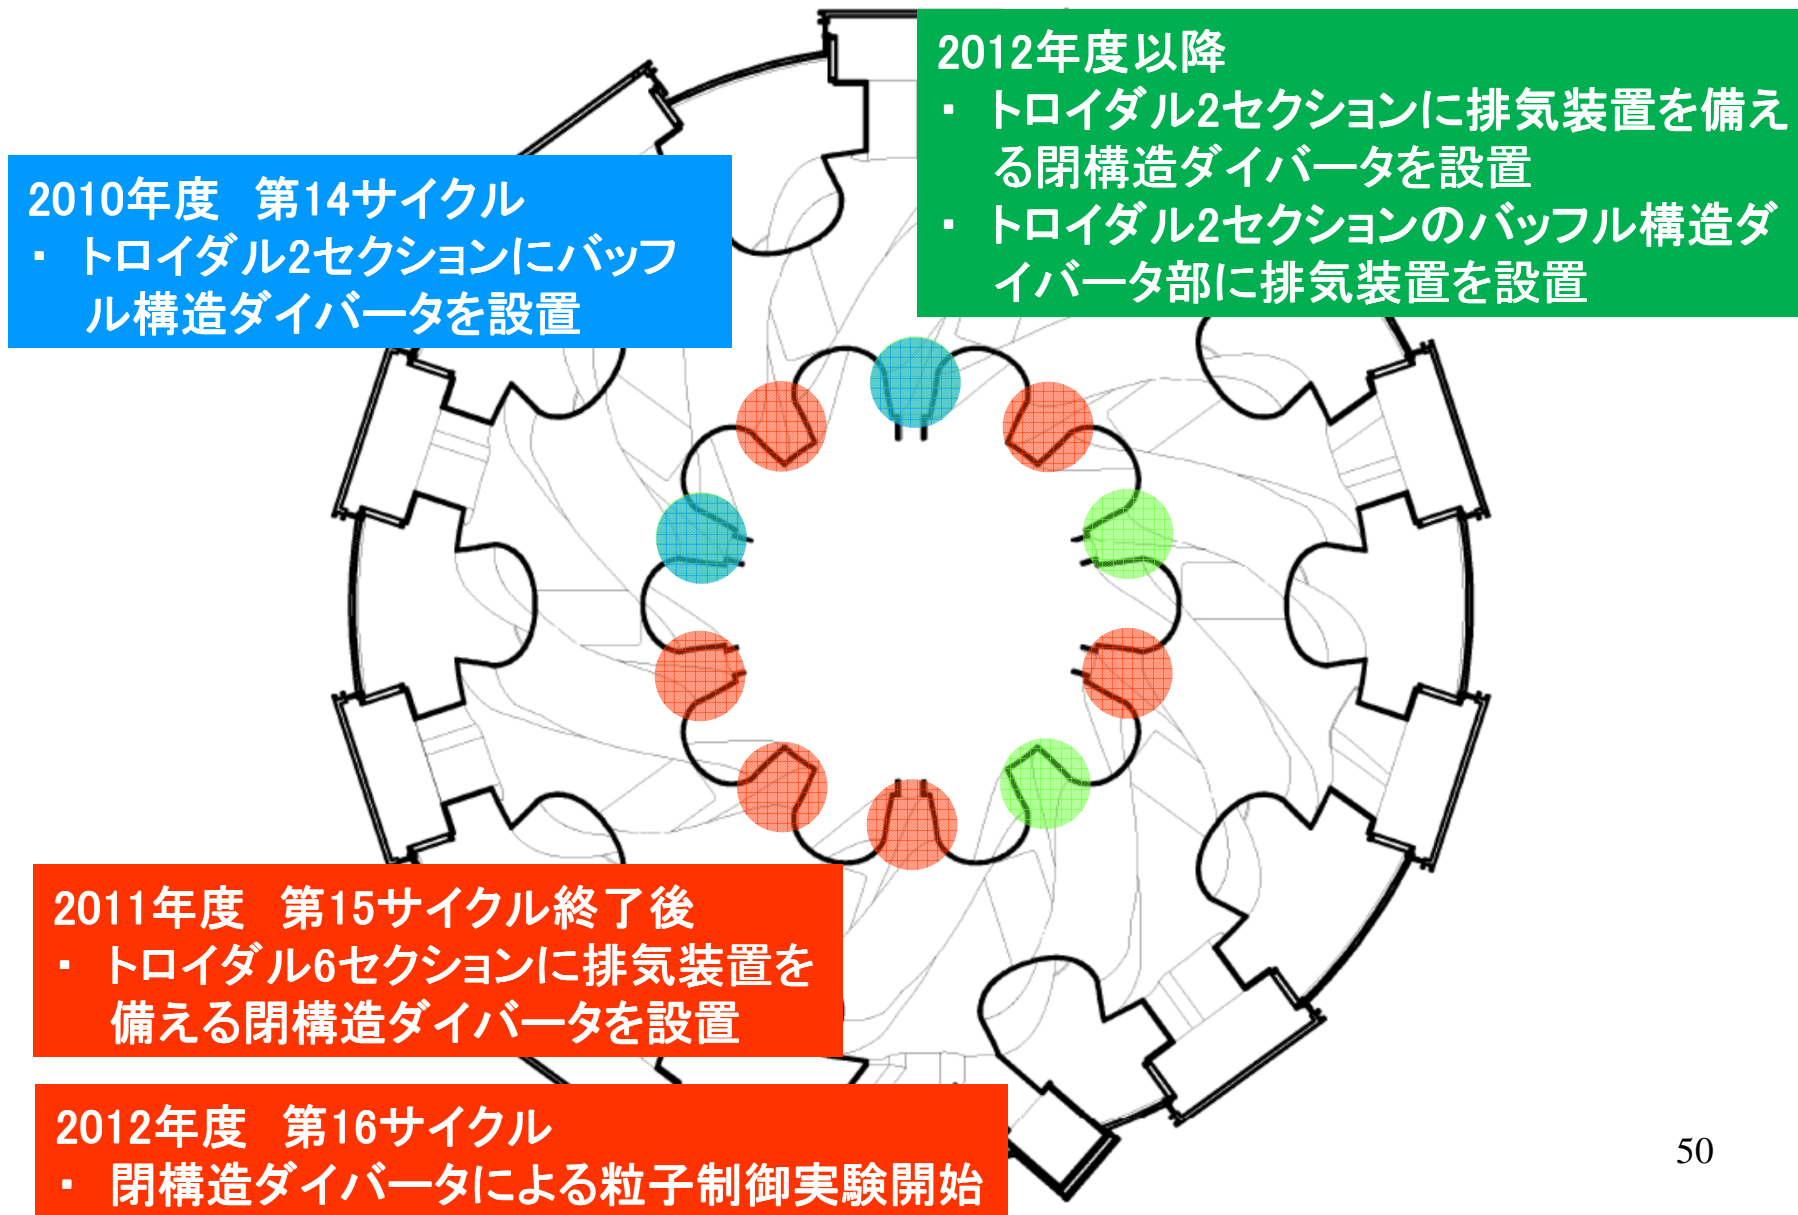 2010年度　第14サイクル
・ トロイダル2セクションにバッフ
ル構造ダイバータを設置
2012年度以降
・ トロイダル2セクションに排気装置を備え
る閉構造ダイバータを設置
・ トロイダル2セクションのバッフル構造ダ
イバータ部に排気装置を設置
2011年度　第15サイクル終了後
・ トロイダル6セクションに排気装置を
備える閉構造ダイバータを設置
2012年度　第16サイクル
・ 閉構造ダイバータによる粒子制御実験開始
50